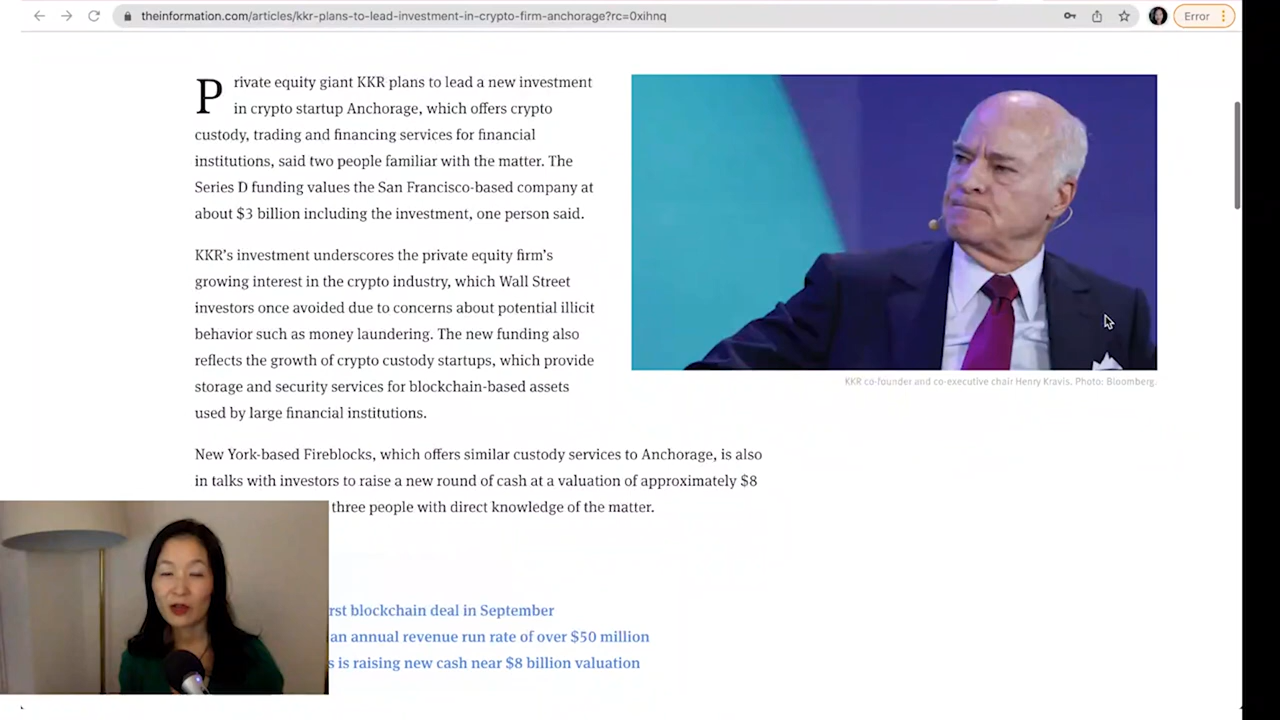 theinformation.com/articles/kkr-plans-to-lead-investment-in-crypto-firm-anchorage?rc=0xihnq
Error
Private equity giant KKR plans to lead a new investment
in crypto startup Anchorage, which offers crypto
custody, trading and financing services for financial
institutions, said two people familiar with the matter. The
Series D funding values the San Francisco-based company at
about $3 billion including the investment, one person said.
KKR’s investment underscores the private equity firm’s
growing interest in the crypto industry, which Wall Street
investors once avoided due to concerns about potential illicit
behavior such as money laundering. The new funding also
reflects the growth of crypto custody startups, which provide
storage and security services for blockchain-based assets
used by large financial institutions.
KKR co-founder and co-executive chair Henry Kravis. Photo: Bloomberg.
New York-based Fireblocks, which offers similar custody services to Anchorage, is also
in talks with investors to raise a new round of cash at a valuation of approximately $8
three people with direct knowledge of the matter.
rst blockchain deal in September
an annual revenue run rate of over $50 million
s is raising new cash near $8 billion valuation